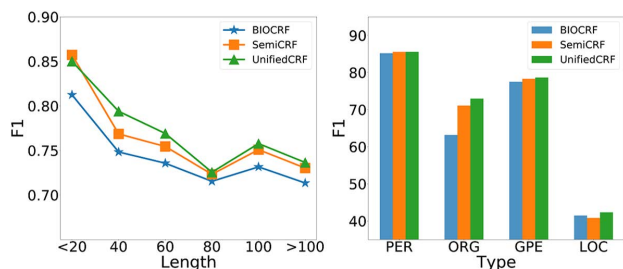 0.90
0.85
0.80
0.75
0.70
F1
<20 40 60 80 100 >100
Length
BIOCRF
SemiCRF
UnifiedCRF
90
80
70
60
50
40
F1
PER ORG GPE LOC
Type
BIOCRF
SemiCRF
UnifiedCRF